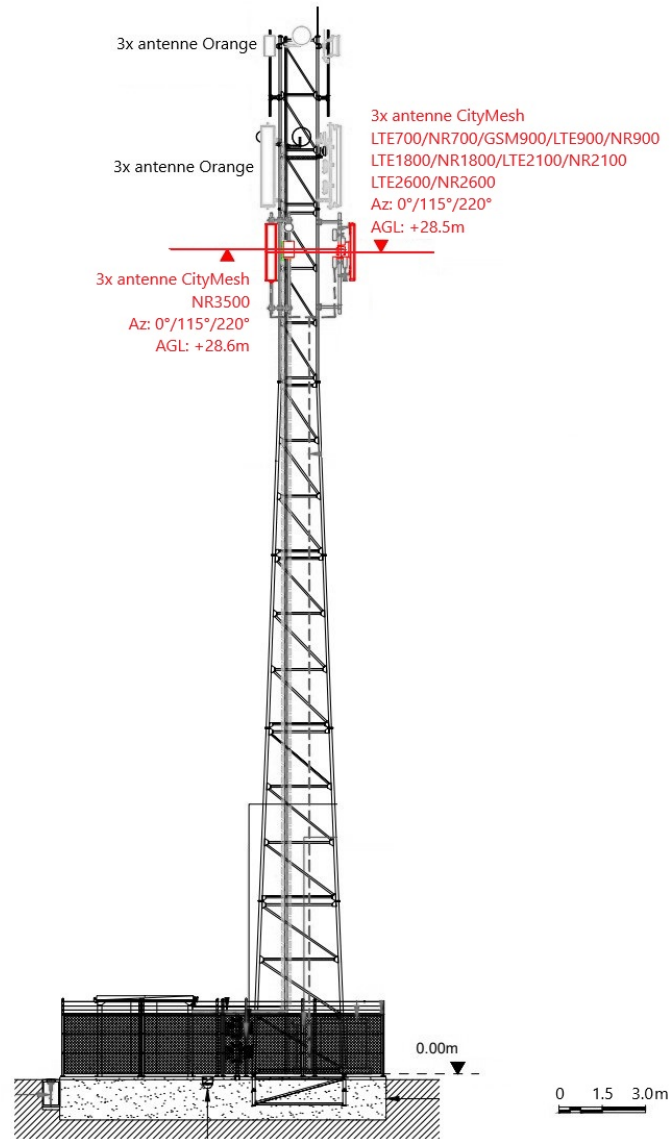 3x antenne Orange
3x antenne CityMesh
LTE700/NR700/GSM900/LTE900/NR900
LTE1800/NR1800/LTE2100/NR2100
LTE2600/NR2600
Az: 0°/115°/220°
AGL: +28.5m
3x antenne Orange
3x antenne CityMesh
NR3500
Az: 0°/115°/220°
AGL: +28.6m
0.00m
0 1.5 3.0m